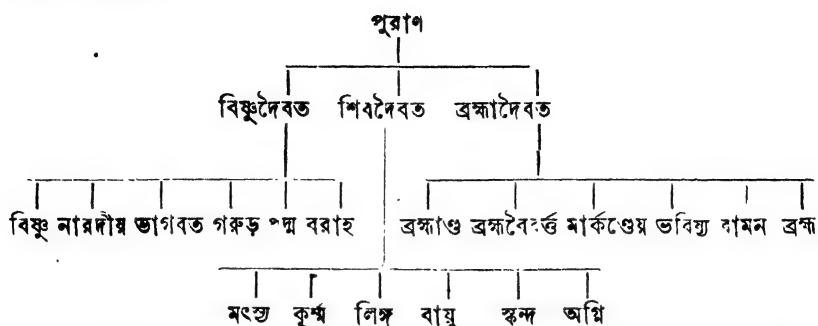 পুরাণ
বিষ্ণুদৈবত শিবদৈবত ব্রহ্মাদৈবত
বিষ্ণু নারদীয় ভাগবত গরুড় পদ্ম বরাহ ব্রহ্মাণ্ড ব্রহ্মবৈবর্ত্ত মার্কণ্ডেয় ভবিষ্য বামন ব্রহ্ম
মৎস্য কূর্ম্ম লিঙ্গ বায়ু স্কন্দ অগ্নি